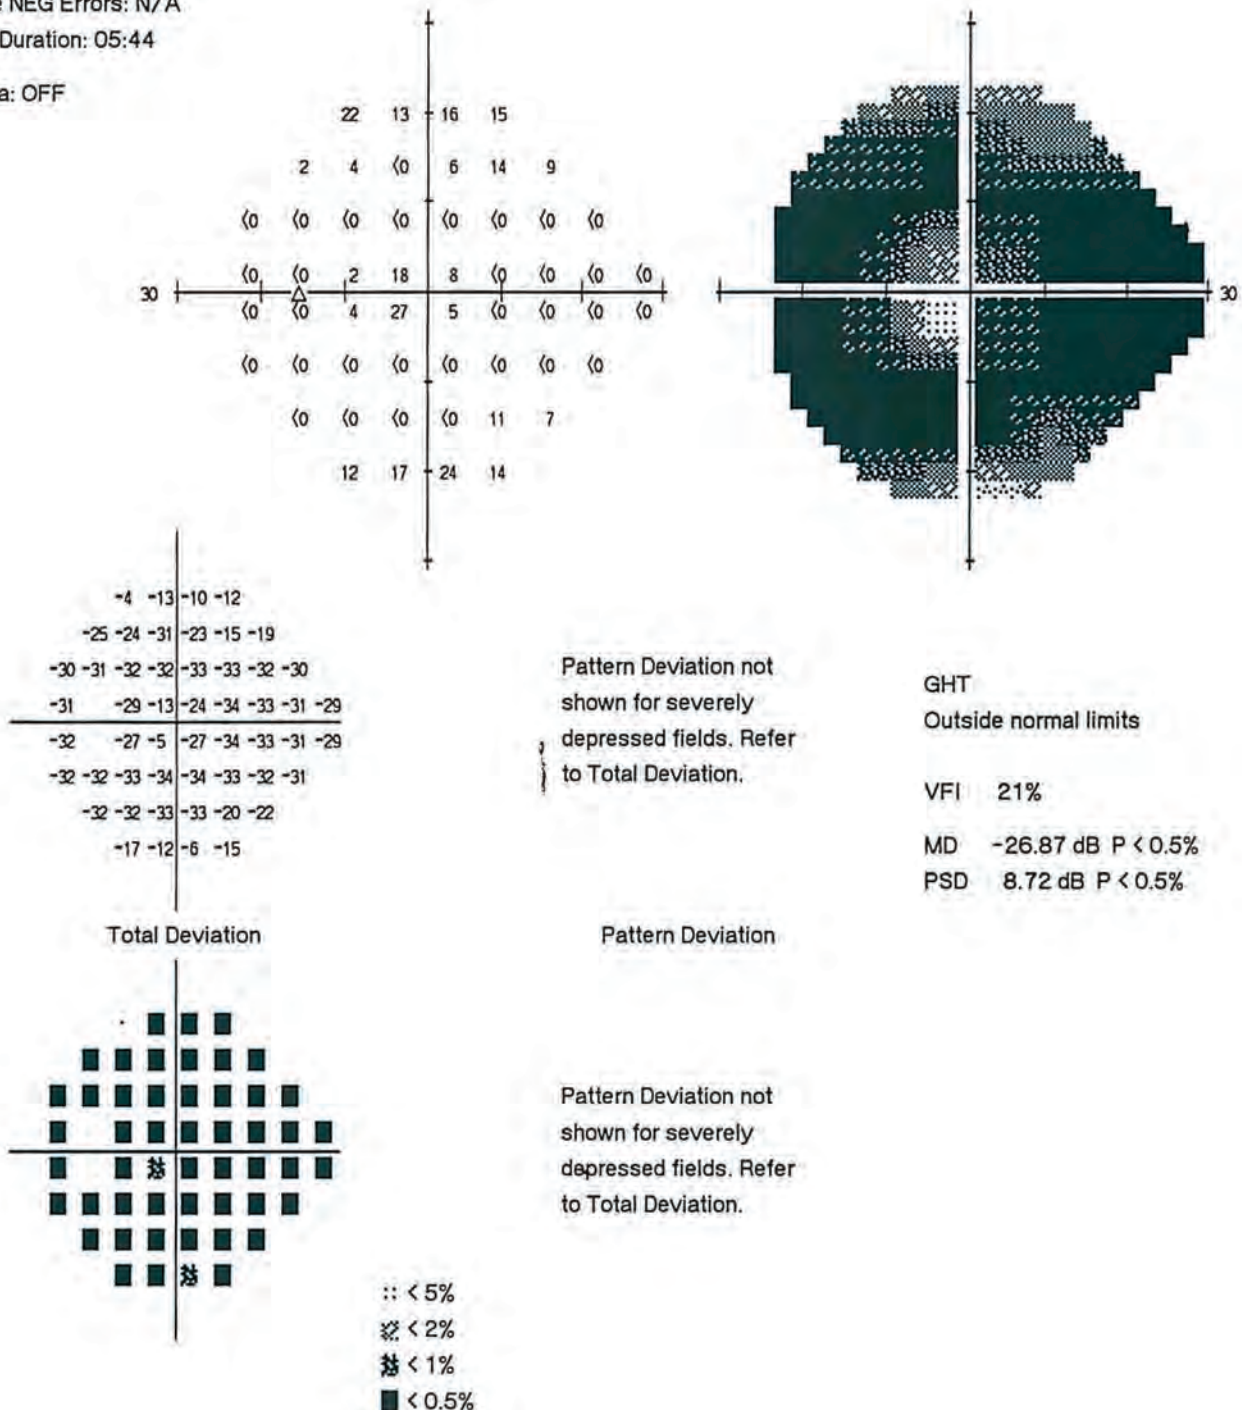 NEG Errors: N/A
Duration: 05:44
a: OFF
22 13 16 15
2 4 <0 6 14 9
<0 <0 <0 <0 <0 <0 <0 <0
<0 <0 2 18 8 <0 <0 <0 <0
30
30
<0 <0 4 27 5 <0 <0 <0 <0
<0 <0 <0 <0 <0 <0 <0 <0
<0 <0 <0 <0 11 7
12 17 24 14
-4 -13 -10 -12
-25 -24 -31 -23 -15 -19
-30 -31 -32 -32 -33 -33 -32 -30
-31 -29 -13 -24 -34 -33 -31 -29
-32 -27 -5 -27 -34 -33 -31 -29
-32 -32 -33 -34 -34 -33 -32 -31
-32 -32 -33 -33 -20 -22
-17 -12 -6 -15
Pattern Deviation not
shown for severely
depressed fields. Refer
to Total Deviation.
GHT
Outside normal limits
VFI 21%
MD -26.87 dB P < 0.5%
PSD 8.72 dB P < 0.5%
Total Deviation
Pattern Deviation
Pattern Deviation not
shown for severely
depressed fields. Refer
to Total Deviation.
< 5%
< 2%
< 1%
< 0.5%